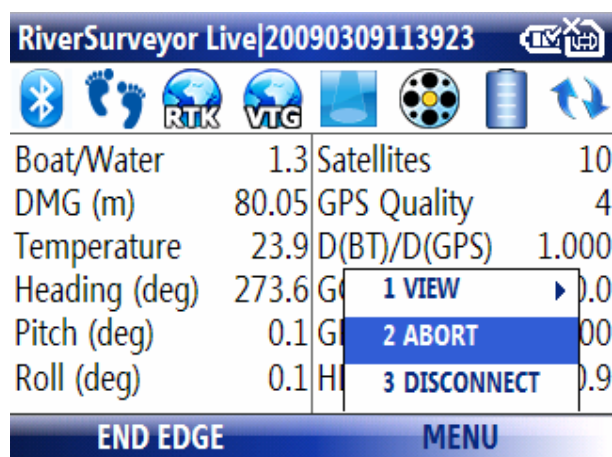 RiverSurveyor Live|20090309113923
RTK VTG
Boat/Water 1.3 Satellites 10
DMG (m) 80.05 GPS Quality 4
Temperature 23.9 D(BT)/D(GPS) 1.000
Heading (deg) 273.6
1 VIEW
Pitch (deg) 0.1
2 ABORT
Roll (deg) 0.1
3 DISCONNECT
END EDGE MENU